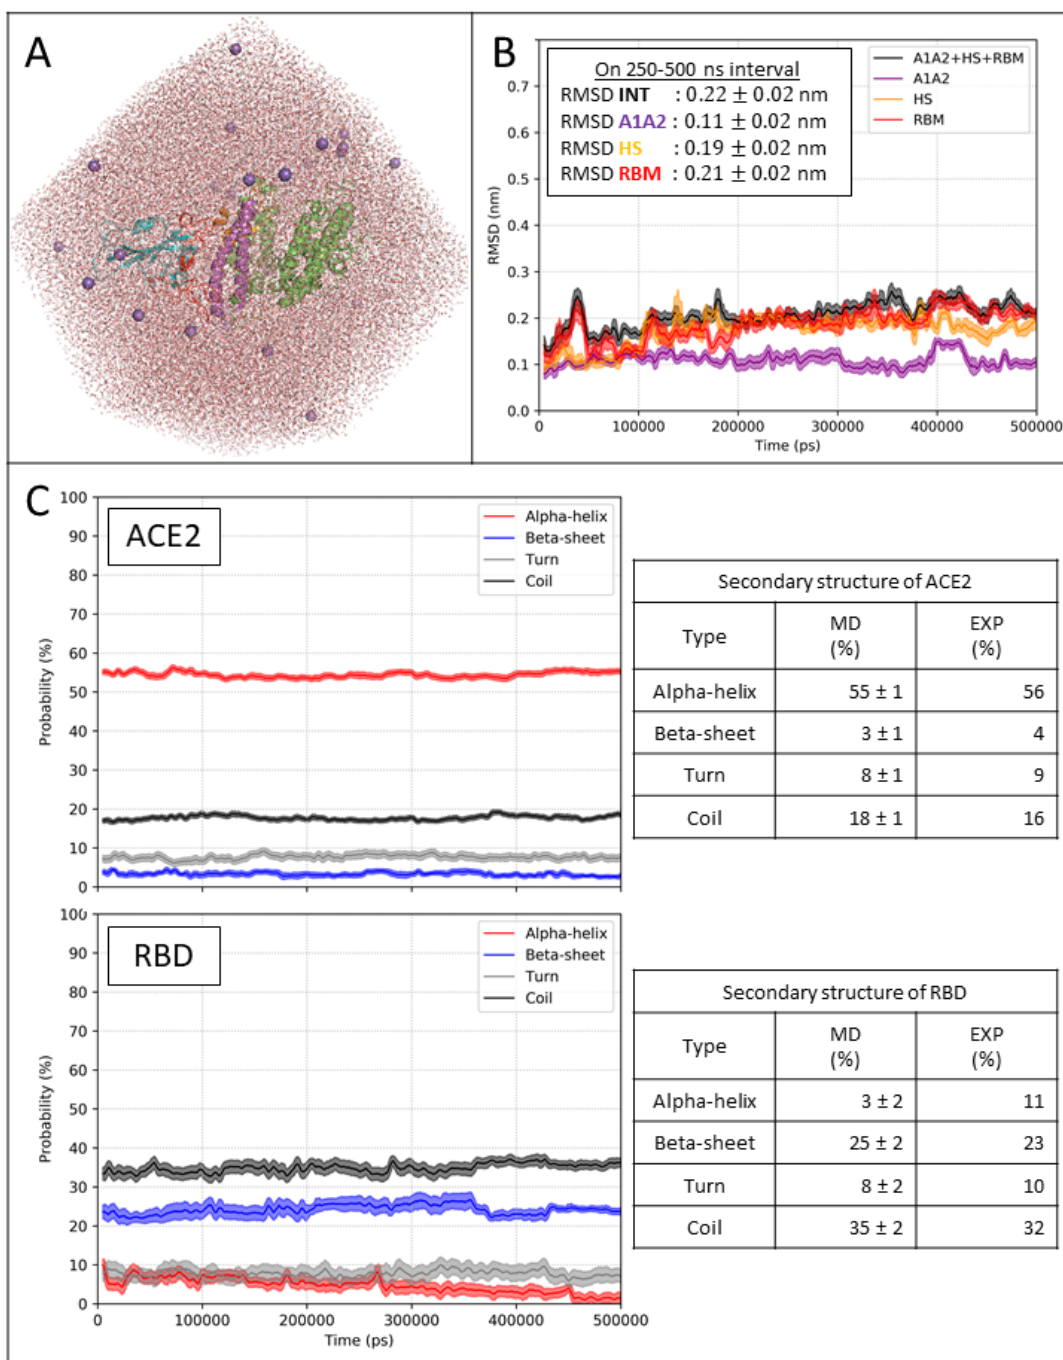 A
B
On 250-500 ns interval
RMSD INT : 0.22 ± 0.02 nm
RMSD A1A2 : 0.11 ± 0.02 nm
RMSD HS : 0.19 ± 0.02 nm
RMSD RBM : 0.21 ± 0.02 nm
A1A2+HS+RBM
A1A2
HS
RBM
RMSD (nm)
0.7
0.6
0.5
0.4
0.3
0.2
0.1
0.0
0 100000 200000 300000 400000 500000
Time (ps)
C
ACE2
Alpha-helix
Beta-sheet
Turn
Coil
Probability (%)
100
90
80
70
60
50
40
30
20
10
0
0 100000 200000 300000 400000 500000
Secondary structure of ACE2
Type MD (%) EXP (%)
Alpha-helix 55 ± 1 56
Beta-sheet 3 ± 1 4
Turn 8 ± 1 9
Coil 18 ± 1 16
RBD
Alpha-helix
Beta-sheet
Turn
Coil
Probability (%)
100
90
80
70
60
50
40
30
20
10
0
0 100000 200000 300000 400000 500000
Time (ps)
Secondary structure of RBD
Type MD (%) EXP (%)
Alpha-helix 3 ± 2 11
Beta-sheet 25 ± 2 23
Turn 8 ± 2 10
Coil 35 ± 2 32